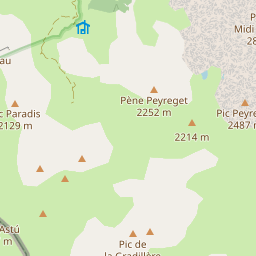 P
Midi
28
au
Pène Peyreget
2252 m
c Paradis
2129 m
Pic Peyre
2487 m
2214 m
Astú
m
Pic de
la Gradillère